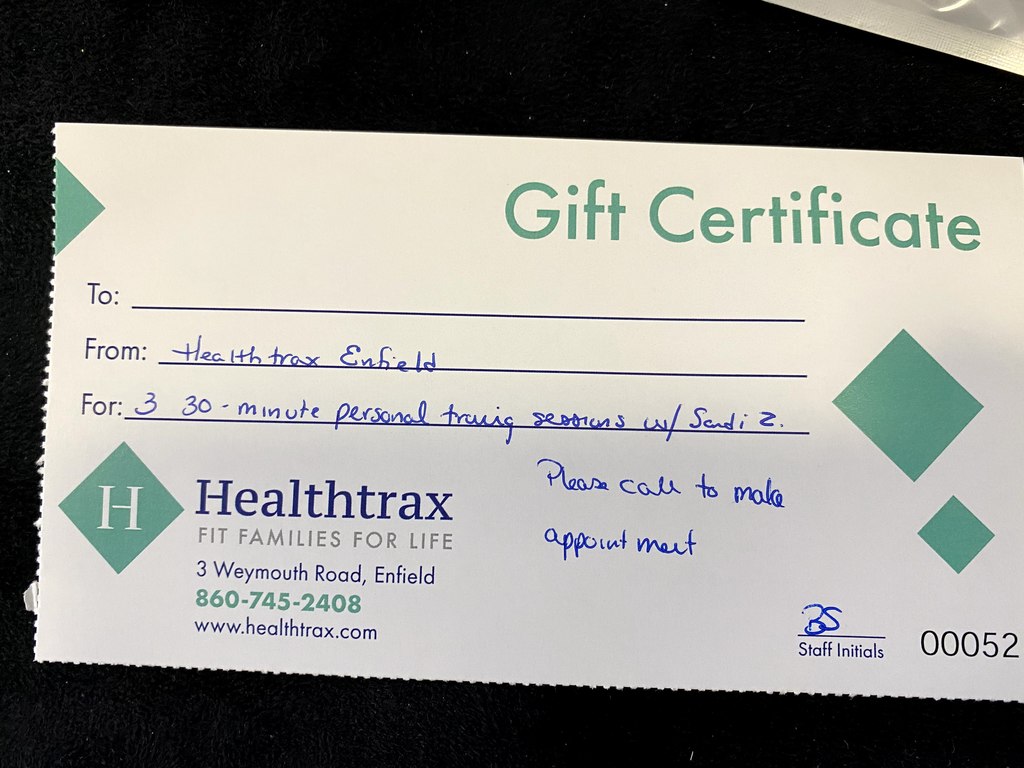 Gift Certificate
To:
From: Healthtrax Enfield
For: 3 30-minute personal traiig sessions w/ Sandi Z.
Please call to make
appointment
H
Healthtrax
FIT FAMILIES FOR LIFE
3 Weymouth Road, Enfield
860-745-2408
www.healthtrax.com
BS
Staff Initials
00052